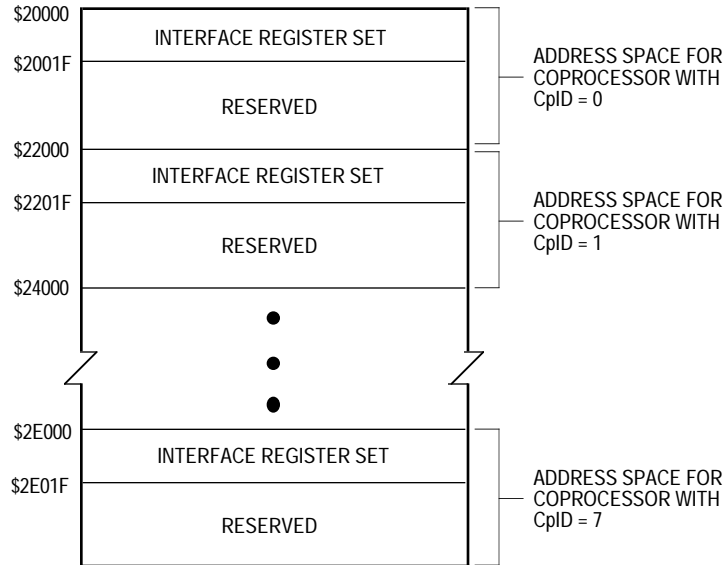 $20000
INTERFACE REGISTER SET
$2001F
ADDRESS SPACE FOR
COPROCESSOR WITH
CpID = 0
RESERVED
$22000
INTERFACE REGISTER SET
$2201F
ADDRESS SPACE FOR
COPROCESSOR WITH
CpID = 1
RESERVED
$24000
$2E000
INTERFACE REGISTER SET
$2E01F
ADDRESS SPACE FOR
COPROCESSOR WITH
CpID = 7
RESERVED